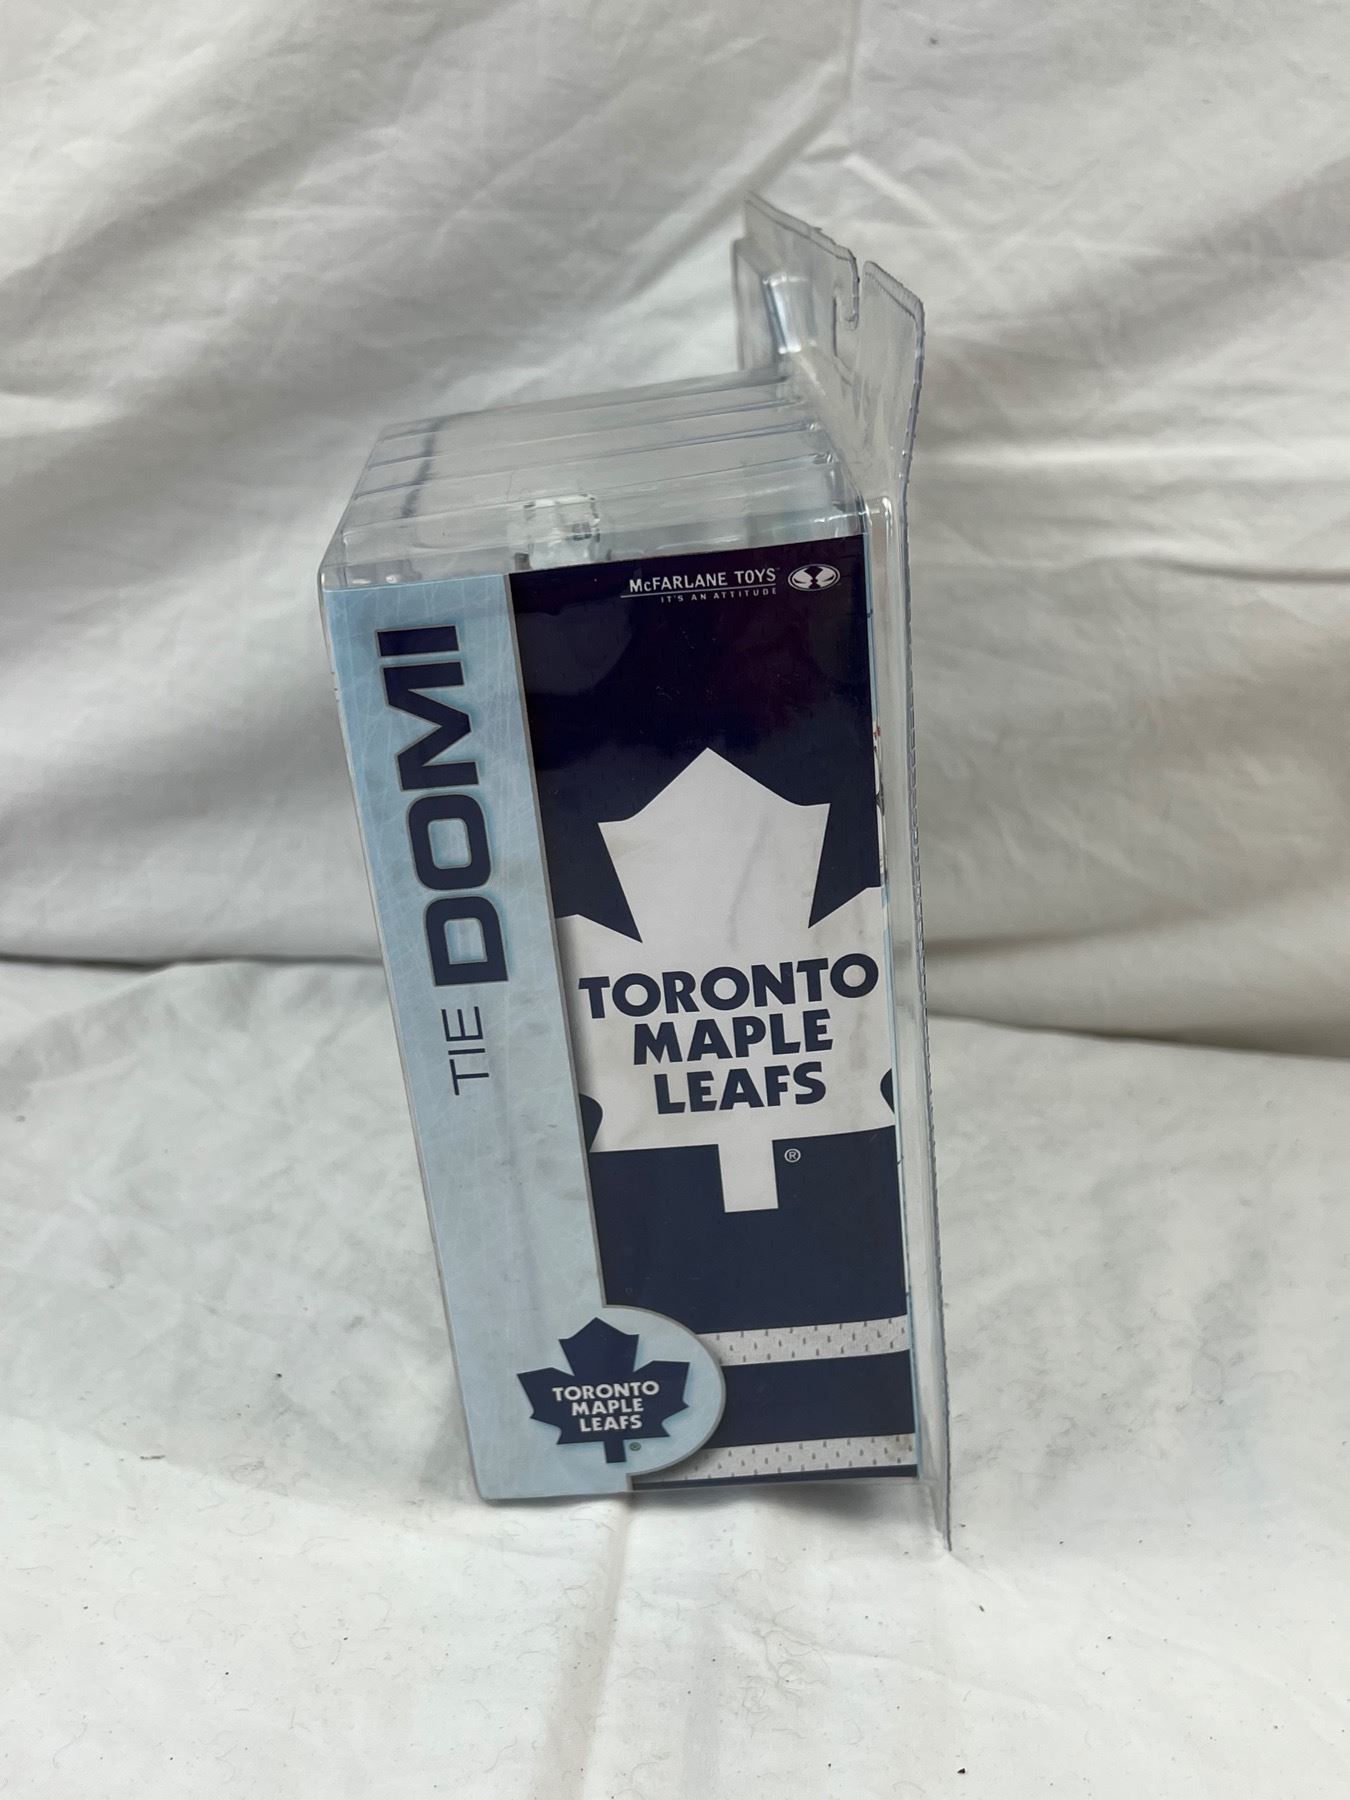 McFARLANE TOYS
IT'S AN ATTITUDE
TIE DOMI
TORONTO
MAPLE
LEAFS
®
TORONTO
MAPLE
LEAFS
®